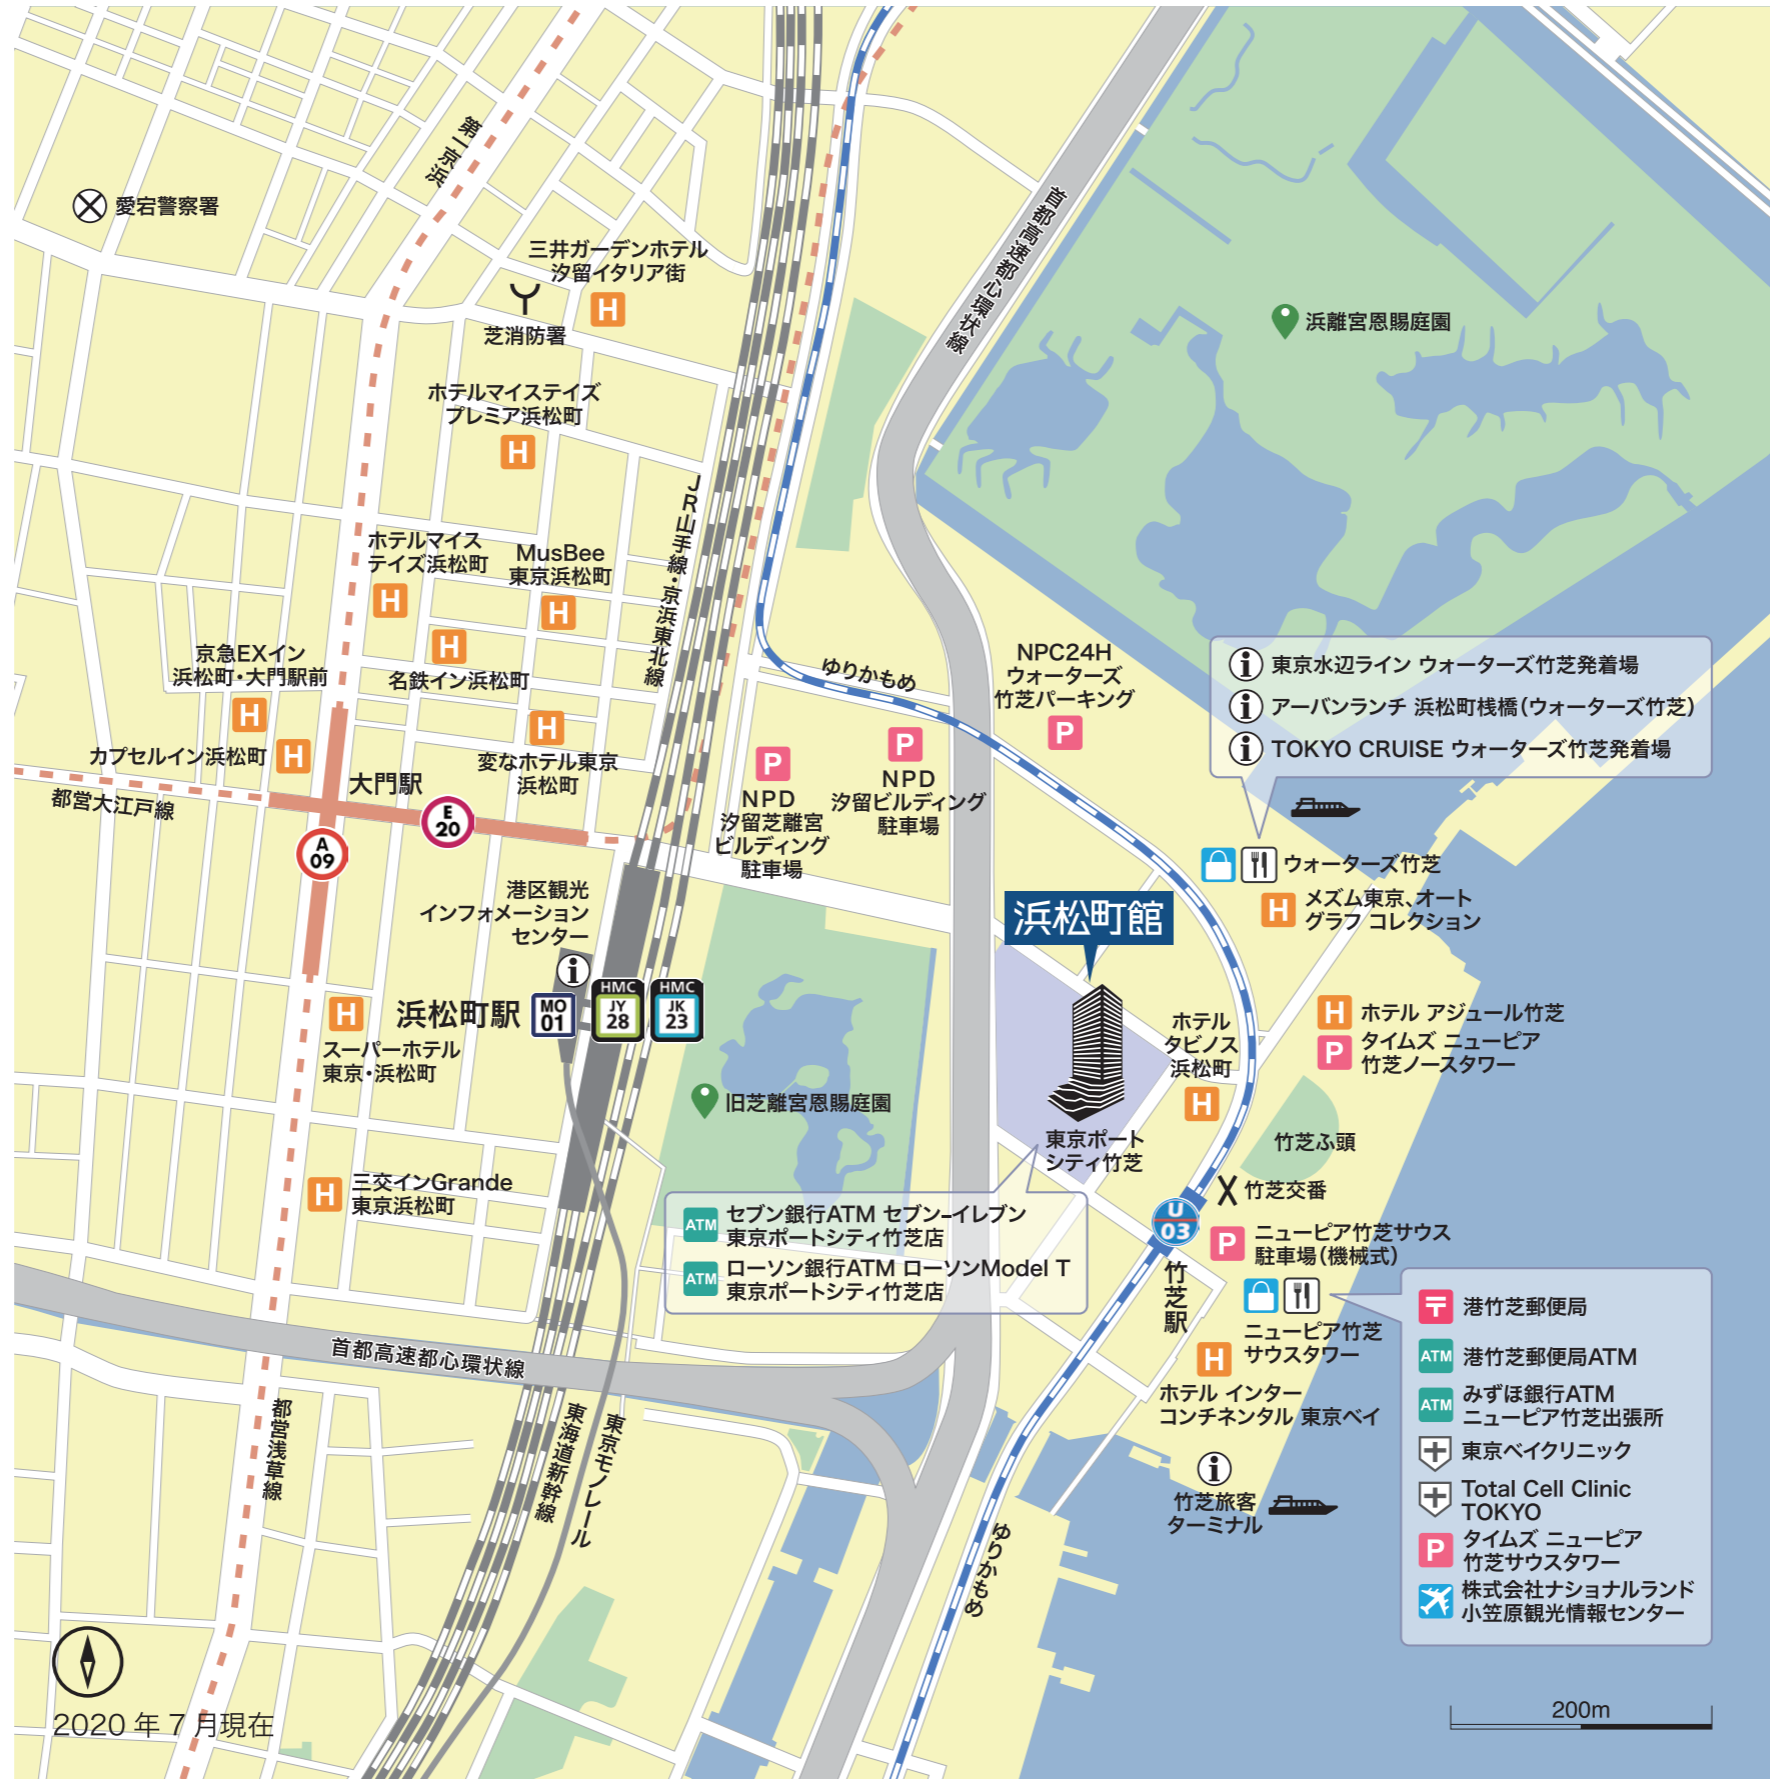 第一京浜
愛宕警察署
三井ガーデンホテル
汐留イタリア街
H
芝消防署
首都高速都心環状線
浜離宮恩賜庭園
ホテルマイステイズ
プレミア浜松町
H
JR山手線・京浜東北線
ホテルマイス
テイズ浜松町
H
MusBee
東京浜松町
H
H
名鉄イン浜松町
京急EXイン
浜松町・大門駅前
H
カプセルイン浜松町
H
変なホテル東京
浜松町
H
大門駅
都営大江戸線
E
20
A
09
ゆりかもめ
NPC24H
ウォーターズ
竹芝パーキング
P
P
NPD
汐留芝離宮
ビルディング
駐車場
P
NPD
汐留ビルディング
駐車場
i 東京水辺ライン ウォーターズ竹芝発着場
i アーバンランチ 浜松町桟橋（ウォーターズ竹芝）
i TOKYO CRUISE ウォーターズ竹芝発着場
ウォーターズ竹芝
H
メズム東京、オート
グラフ コレクション
浜松町館
港区観光
インフォメーション
センター
i
浜松町駅
MO
01
HMC
JY
28
HMC
JK
23
H
スーパーホテル
東京・浜松町
H
三交インGrande
東京浜松町
旧芝離宮恩賜庭園
東京ポート
シティ竹芝
ホテル
タビノス
浜松町
H
H
ホテル アジュール竹芝
P
タイムズ ニューピア
竹芝ノースタワー
竹芝ふ頭
竹芝交番
U
03
竹芝駅
P
ニューピア竹芝サウス
駐車場（機械式）
ニューピア竹芝
サウスタワー
H
ホテル インター
コンチネンタル 東京ベイ
i
竹芝旅客
ターミナル
ATM
セブン銀行ATM セブン-イレブン
東京ポートシティ竹芝店
ATM
ローソン銀行ATM ローソンModel T
東京ポートシティ竹芝店
〒 港竹芝郵便局
ATM 港竹芝郵便局ATM
ATM
みずほ銀行ATM
ニューピア竹芝出張所
東京ベイクリニック
Total Cell Clinic
TOKYO
P
タイムズ ニューピア
竹芝サウスタワー
株式会社ナショナルランド
小笠原観光情報センター
首都高速都心環状線
都営浅草線
東海道新幹線
東京モノレール
ゆりかもめ
2020 年 7 月現在
200m